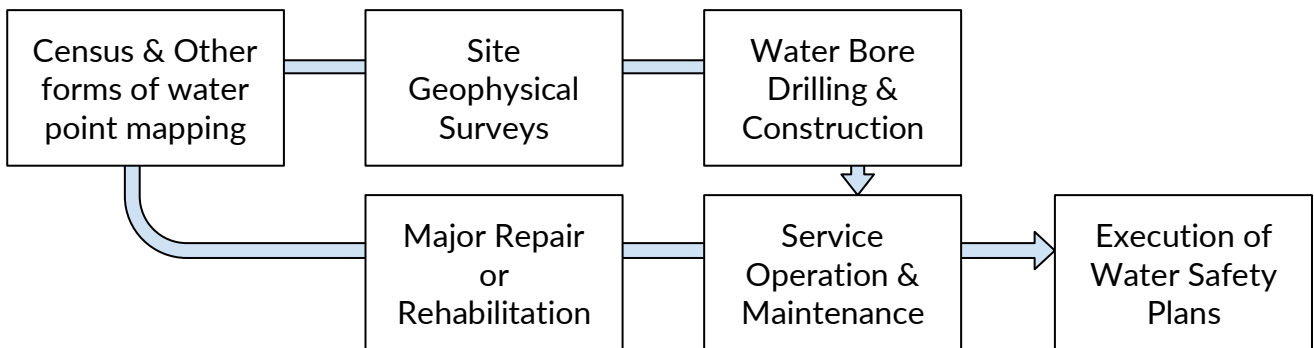 Census & Other
forms of water
point mapping
Site
Geophysical
Surveys
Water Bore
Drilling &
Construction
Major Repair
or
Rehabilitation
Service
Operation &
Maintenance
Execution of
Water Safety
Plans